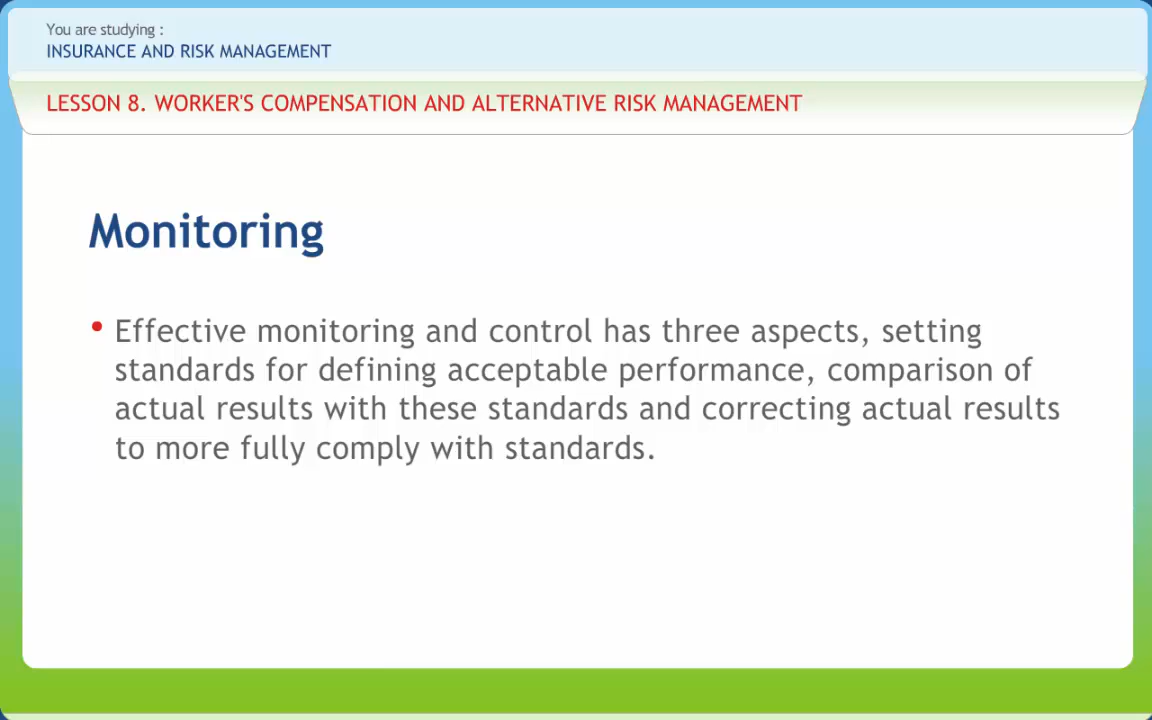 You are studying :
INSURANCE AND RISK MANAGEMENT
LESSON 8. WORKER'S COMPENSATION AND ALTERNATIVE RISK MANAGEMENT
Monitoring
• Effective monitoring and control has three aspects, setting
standards for defining acceptable performance, comparison of
actual results with these standards and correcting actual results
to more fully comply with standards.